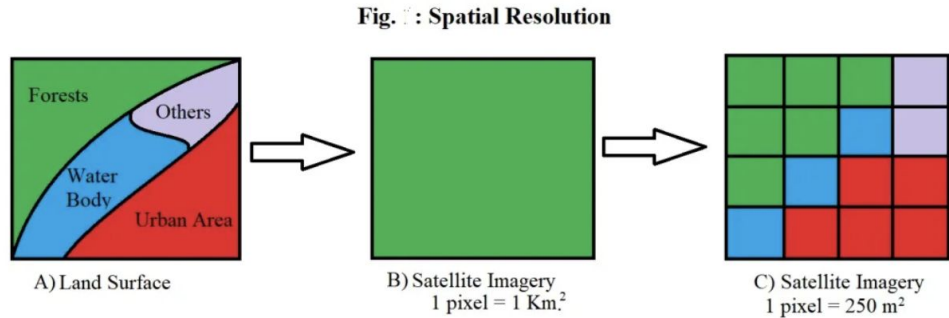 Fig. : Spatial Resolution
Forests
Others
Water
Body
Urban Area
A) Land Surface
B) Satellite Imagery
1 pixel = 1 Km.²
C) Satellite Imagery
1 pixel = 250 m²